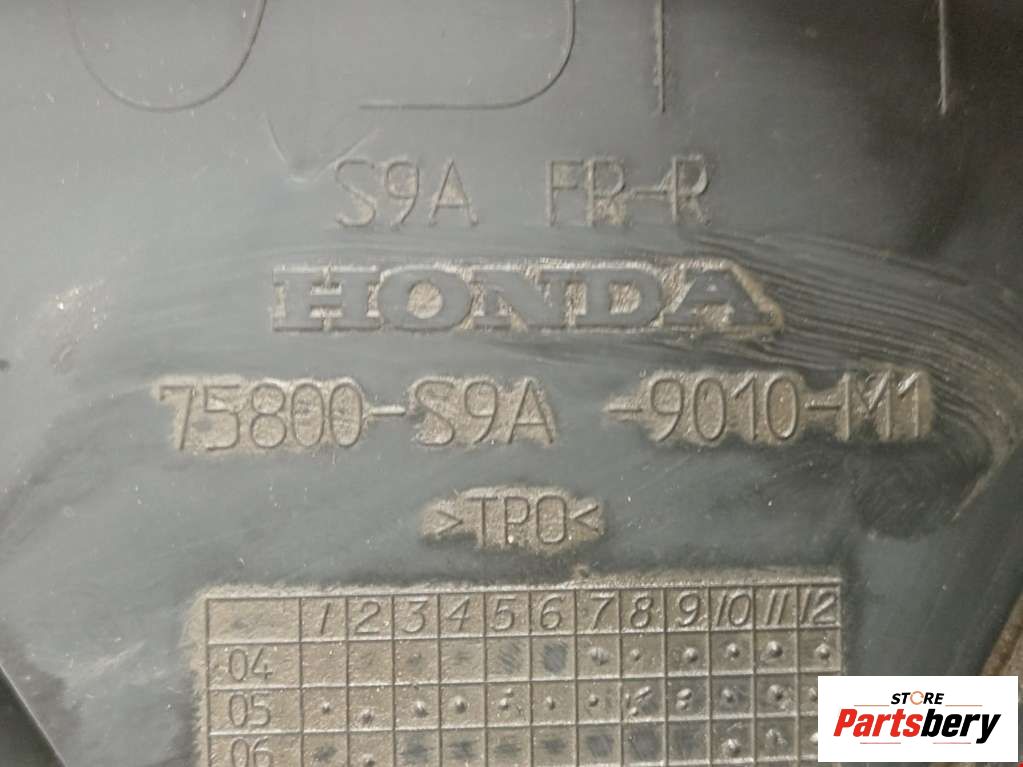 S9A FR-R
HONDA
75800-S9A -9010-M1
>TPO<
1 2 3 4 5 6 7 8 9 10 11 12
04
05
06
STORE
Partsbery